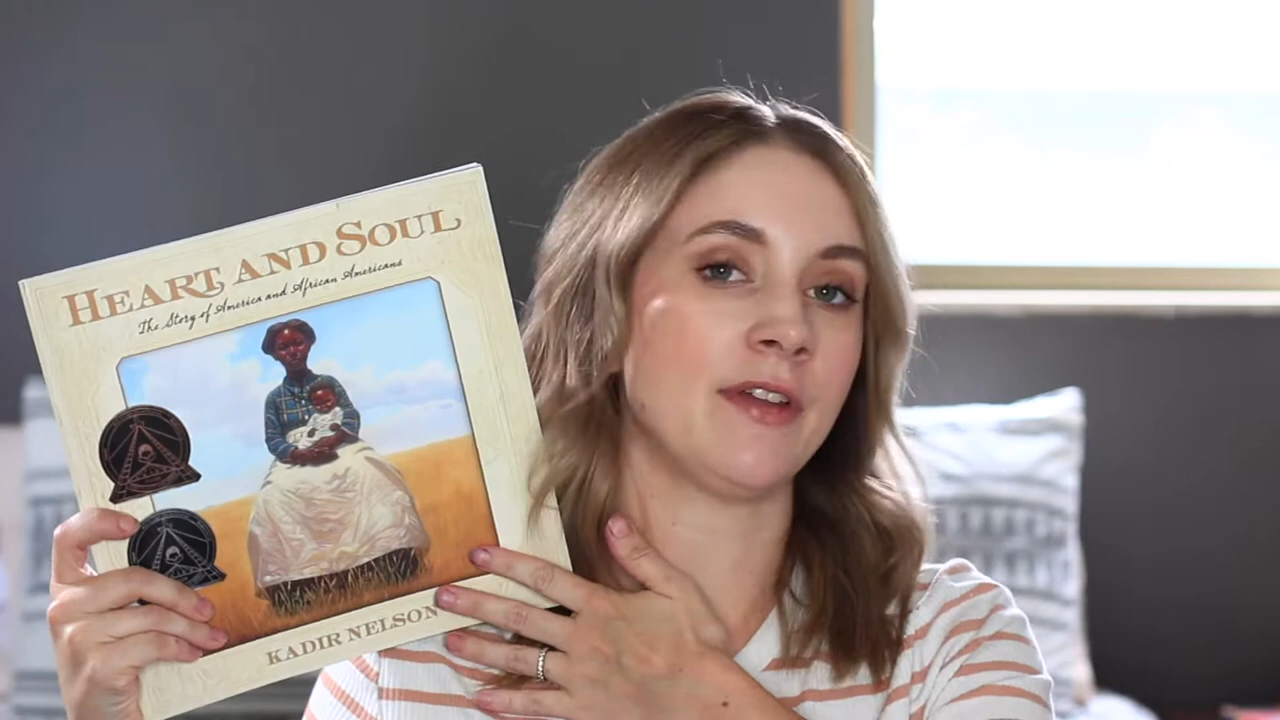 HEART AND SOUL
The Story of America and African Americans
KADIR NELSON